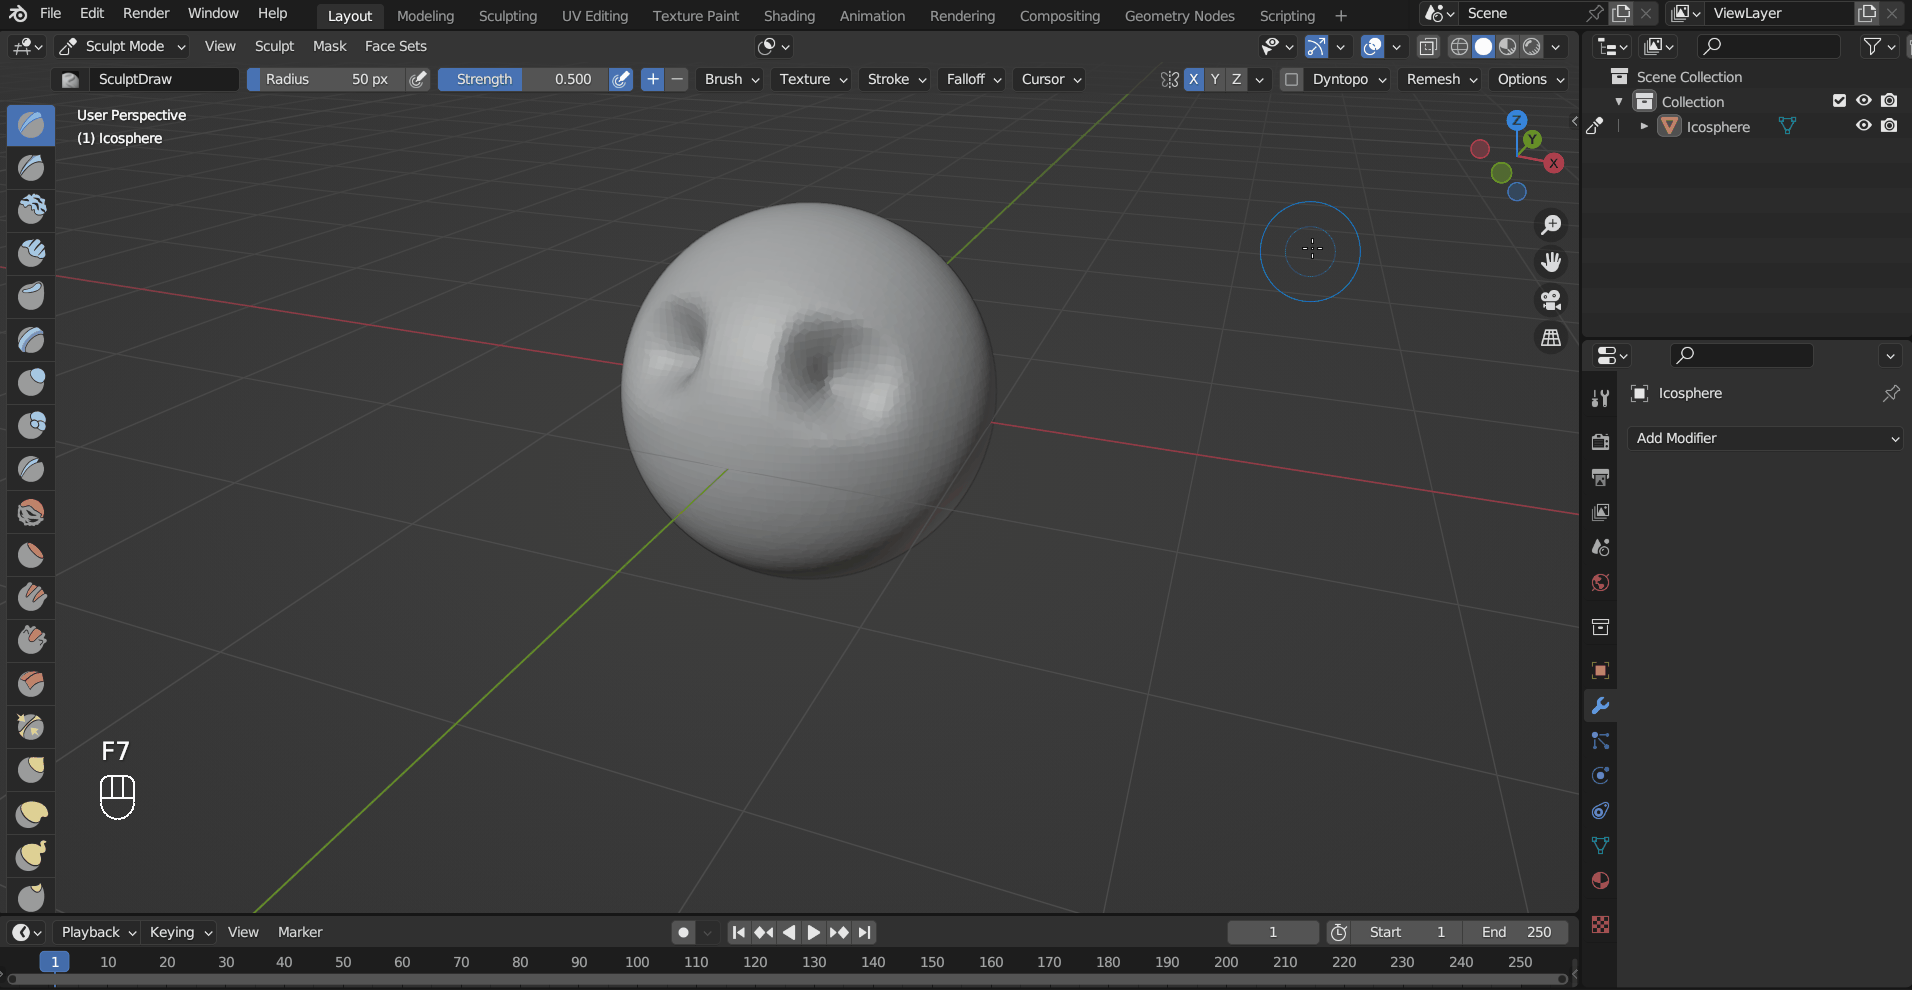 File Edit Render Window Help Layout Modeling Sculpting UV Editing Texture Paint Shading Animation Rendering Compositing Geometry Nodes Scripting + Scene ViewLayer
Sculpt Mode View Sculpt Mask Face Sets
SculptDraw Radius 50 px Strength 0.500 + − Brush Texture Stroke Falloff Cursor X Y Z Dyntopo Remesh Options
User Perspective
(1) Icosphere
Z
Y
X
Scene Collection
Collection
Icosphere
Icosphere
Add Modifier
F7
Playback Keying View Marker 1 Start 1 End 250
1 10 20 30 40 50 60 70 80 90 100 110 120 130 140 150 160 170 180 190 200 210 220 230 240 250